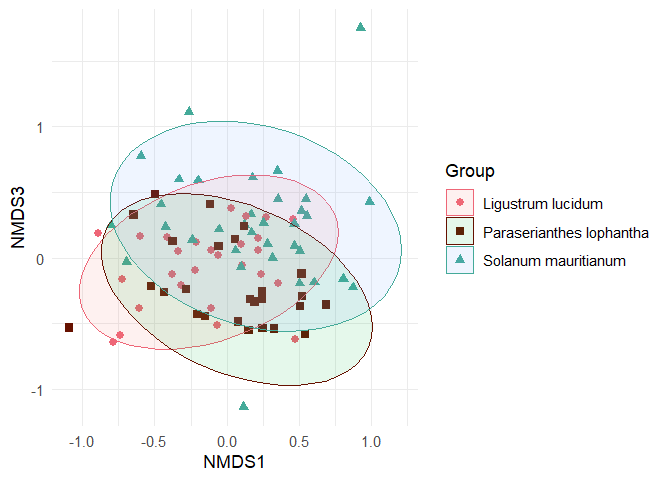 1
0
-1
NMDS3
-1.0
-0.5
0.0
0.5
1.0
NMDS1
Group
Ligustrum lucidum
Paraserianthes lophantha
Solanum mauritianum